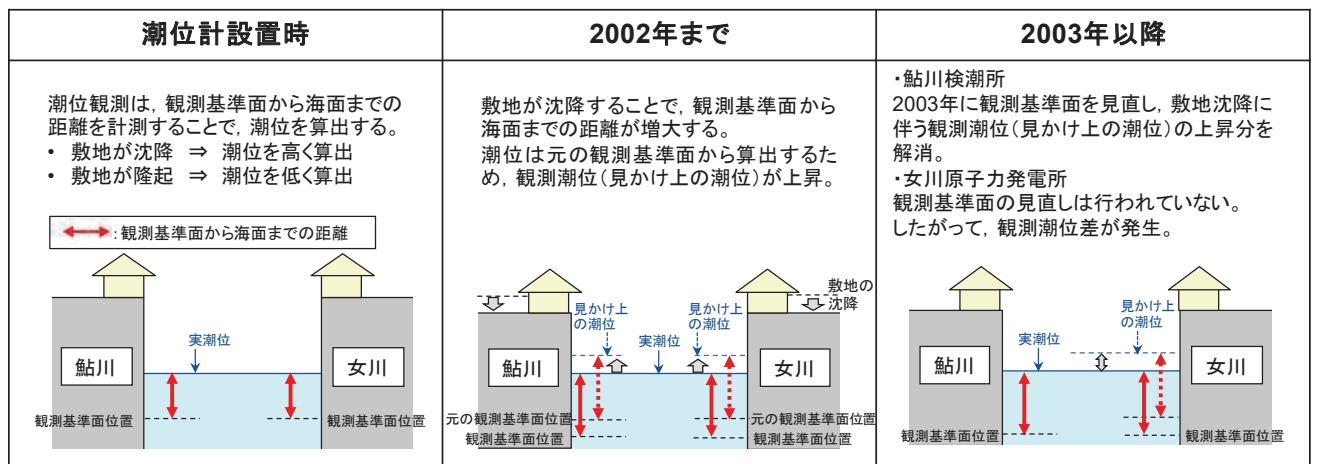 潮位計設置時
潮位観測は，観測基準面から海面までの
距離を計測することで，潮位を算出する。
• 敷地が沈降 ⇒ 潮位を高く算出
• 敷地が隆起 ⇒ 潮位を低く算出
：観測基準面から海面までの距離
実潮位
鮎川
女川
観測基準面位置
観測基準面位置
2002年まで
敷地が沈降することで，観測基準面から
海面までの距離が増大する。
潮位は元の観測基準面から算出するた
め，観測潮位（見かけ上の潮位）が上昇。
敷地の
沈降
見かけ上
の潮位
実潮位
見かけ上
の潮位
鮎川
女川
元の観測基準面位置
元の観測基準面位置
観測基準面位置
観測基準面位置
2003年以降
・鮎川検潮所
2003年に観測基準面を見直し，敷地沈降に
伴う観測潮位（見かけ上の潮位）の上昇分を
解消。
・女川原子力発電所
観測基準面の見直しは行われていない。
したがって，観測潮位差が発生。
見かけ上
の潮位
実潮位
鮎川
女川
観測基準面位置
観測基準面位置